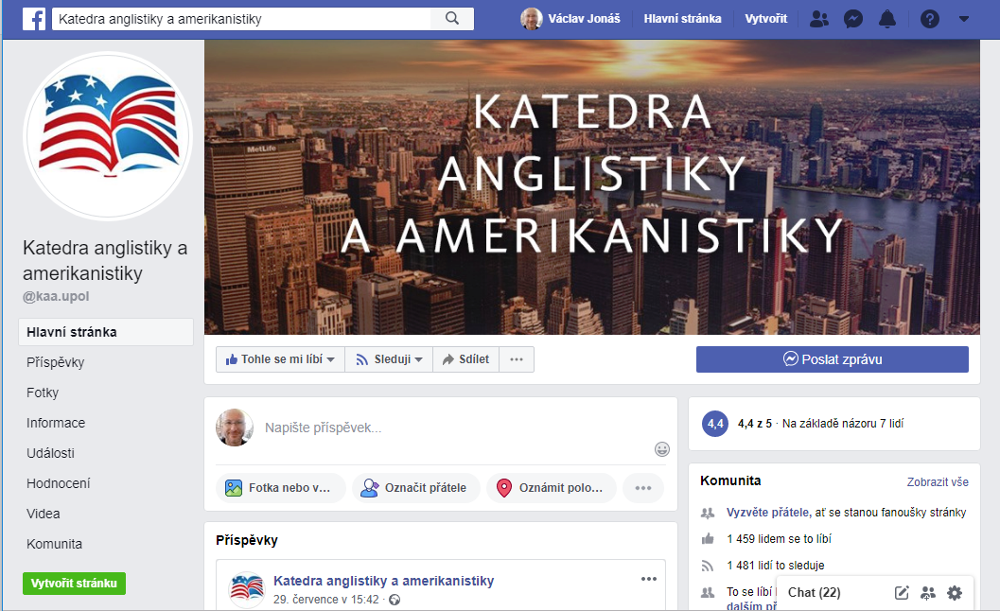 Katedra anglistiky a amerikanistiky
Václav Jonáš
Hlavní stránka
Vytvořit
MetLife
KATEDRA
ANGLISTIKY
A AMERIKANISTIKY
Katedra anglistiky a
amerikanistiky
@kaa.upol
Hlavní stránka
Příspěvky
Fotky
Informace
Události
Hodnocení
Videa
Komunita
Vytvořit stránku
Tohle se mi líbí
Sleduji
Sdílet
Poslat zprávu
Napište příspěvek...
Fotka nebo v...
Označit přátele
Oznámit polo...
Příspěvky
Katedra anglistiky a amerikanistiky
29. července v 15:42 ·
4,4
4,4 z 5 · Na základě názoru 7 lidí
Komunita
Zobrazit vše
Vyzvěte přátele, ať se stanou fanoušky stránky
1 459 lidem se to líbí
1 481 lidí to sleduje
To se líbí
dalším
Chat (22)